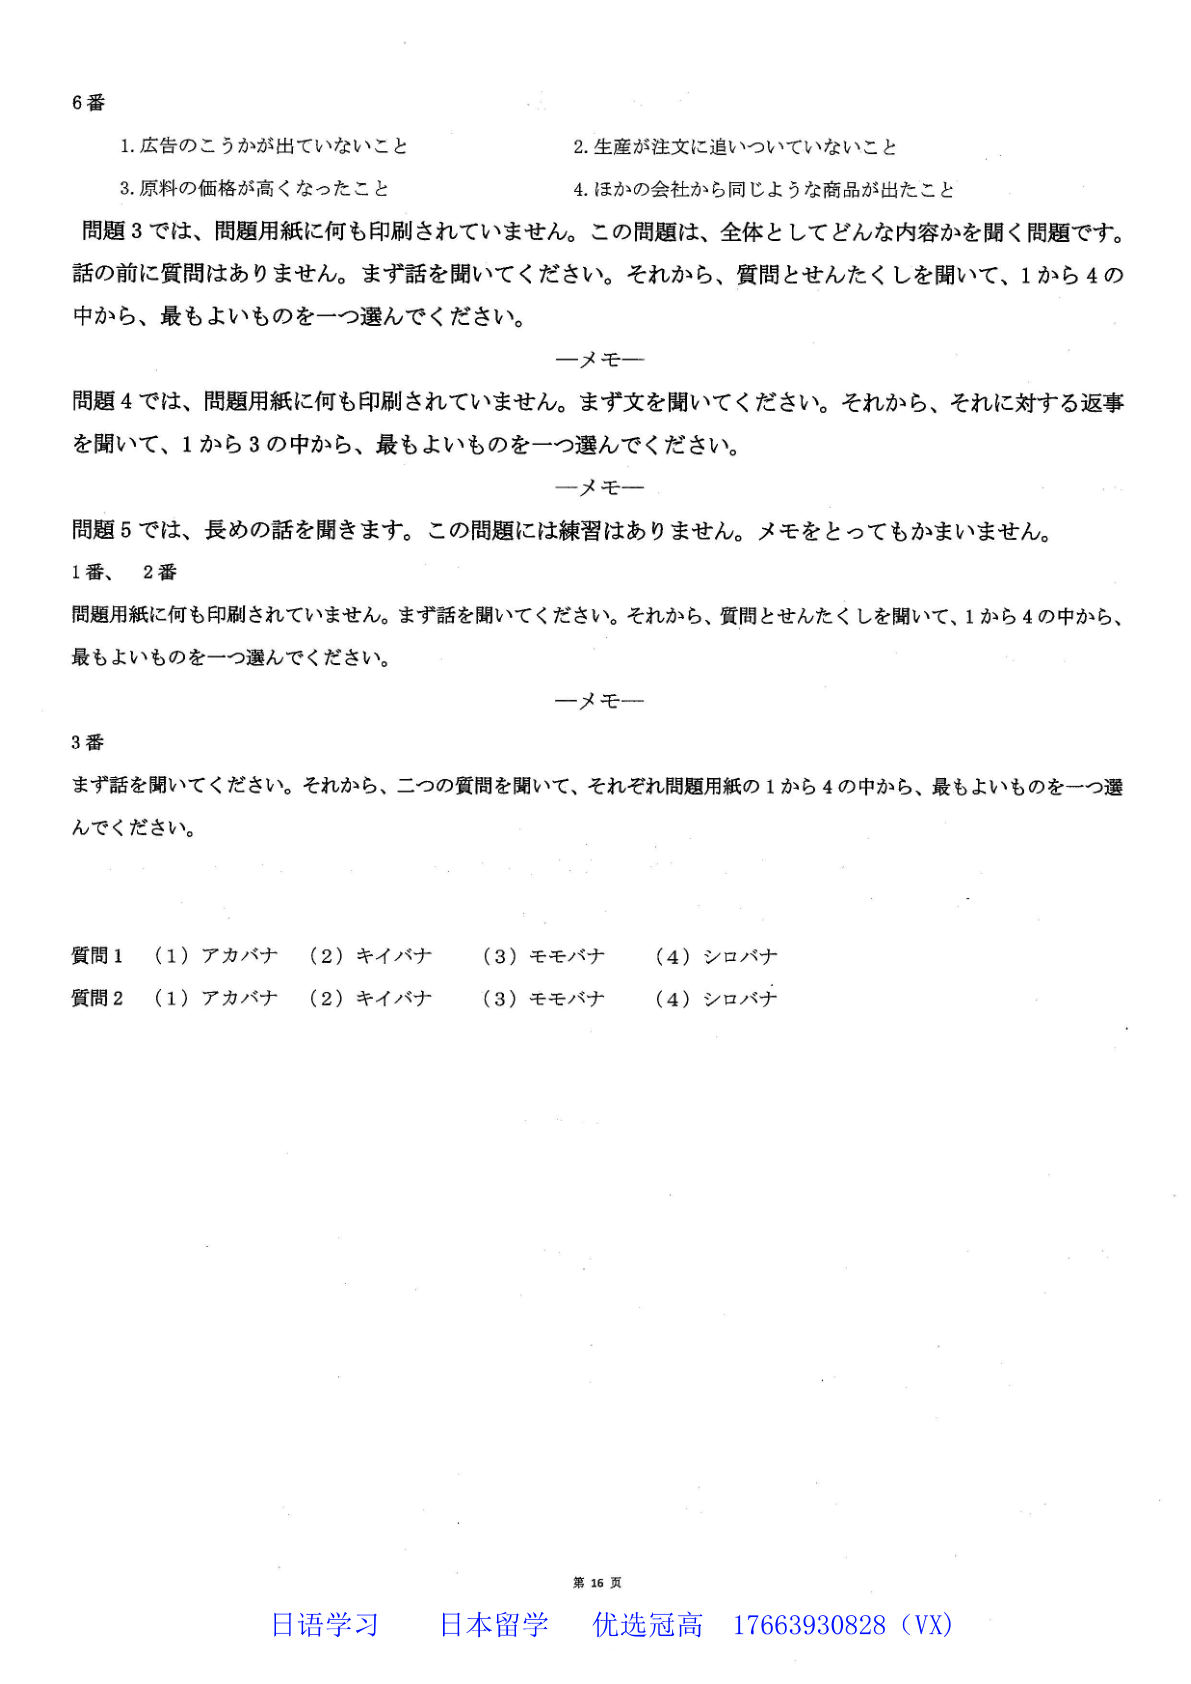 6番
1.広告のこうかが出ていないこと 2.生産が注文に追いついていないこと
3.原料の価格が高くなったこと 4.ほかの会社から同じような商品が出たこと
問題3では、問題用紙に何も印刷されていません。この問題は、全体としてどんな内容かを聞く問題です。
話の前に質問はありません。まず話を聞いてください。それから、質問とせんたくしを聞いて、1から4の
中から、最もよいものを一つ選んでください。
―メモ―
問題4では、問題用紙に何も印刷されていません。まず文を聞いてください。それから、それに対する返事
を聞いて、1から3の中から、最もよいものを一つ選んでください。
―メモ―
問題5では、長めの話を聞きます。この問題には練習はありません。メモをとってもかまいません。
1番、 2番
問題用紙に何も印刷されていません。まず話を聞いてください。それから、質問とせんたくしを聞いて、1から4の中から、
最もよいものを一つ選んでください。
―メモ―
3番
まず話を聞いてください。それから、二つの質問を聞いて、それぞれ問題用紙の1から4の中から、最もよいものを一つ選
んでください。
質問1 （1）アカバナ （2）キイバナ （3）モモバナ （4）シロバナ
質問2 （1）アカバナ （2）キイバナ （3）モモバナ （4）シロバナ
第 16 页
日语学习 日本留学 优选冠高 17663930828（VX)